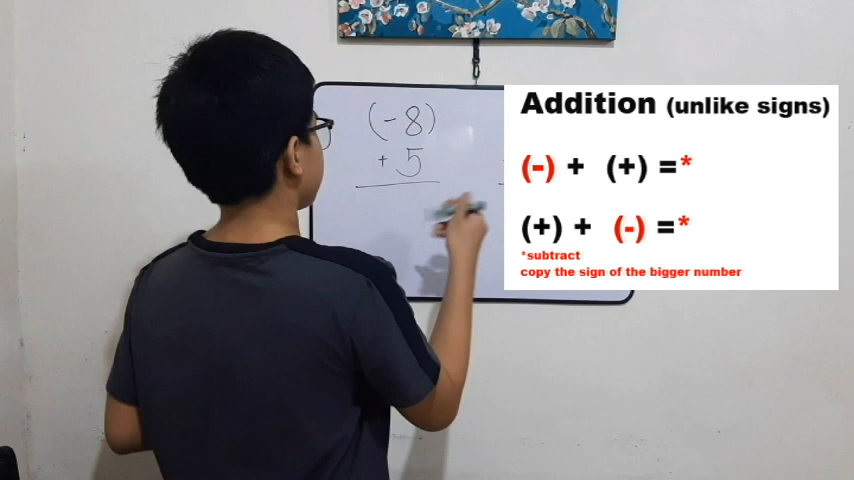 (-8)
+ 5
Addition (unlike signs)
(-) + (+) =*
(+) + (-) =*
*subtract
copy the sign of the bigger number